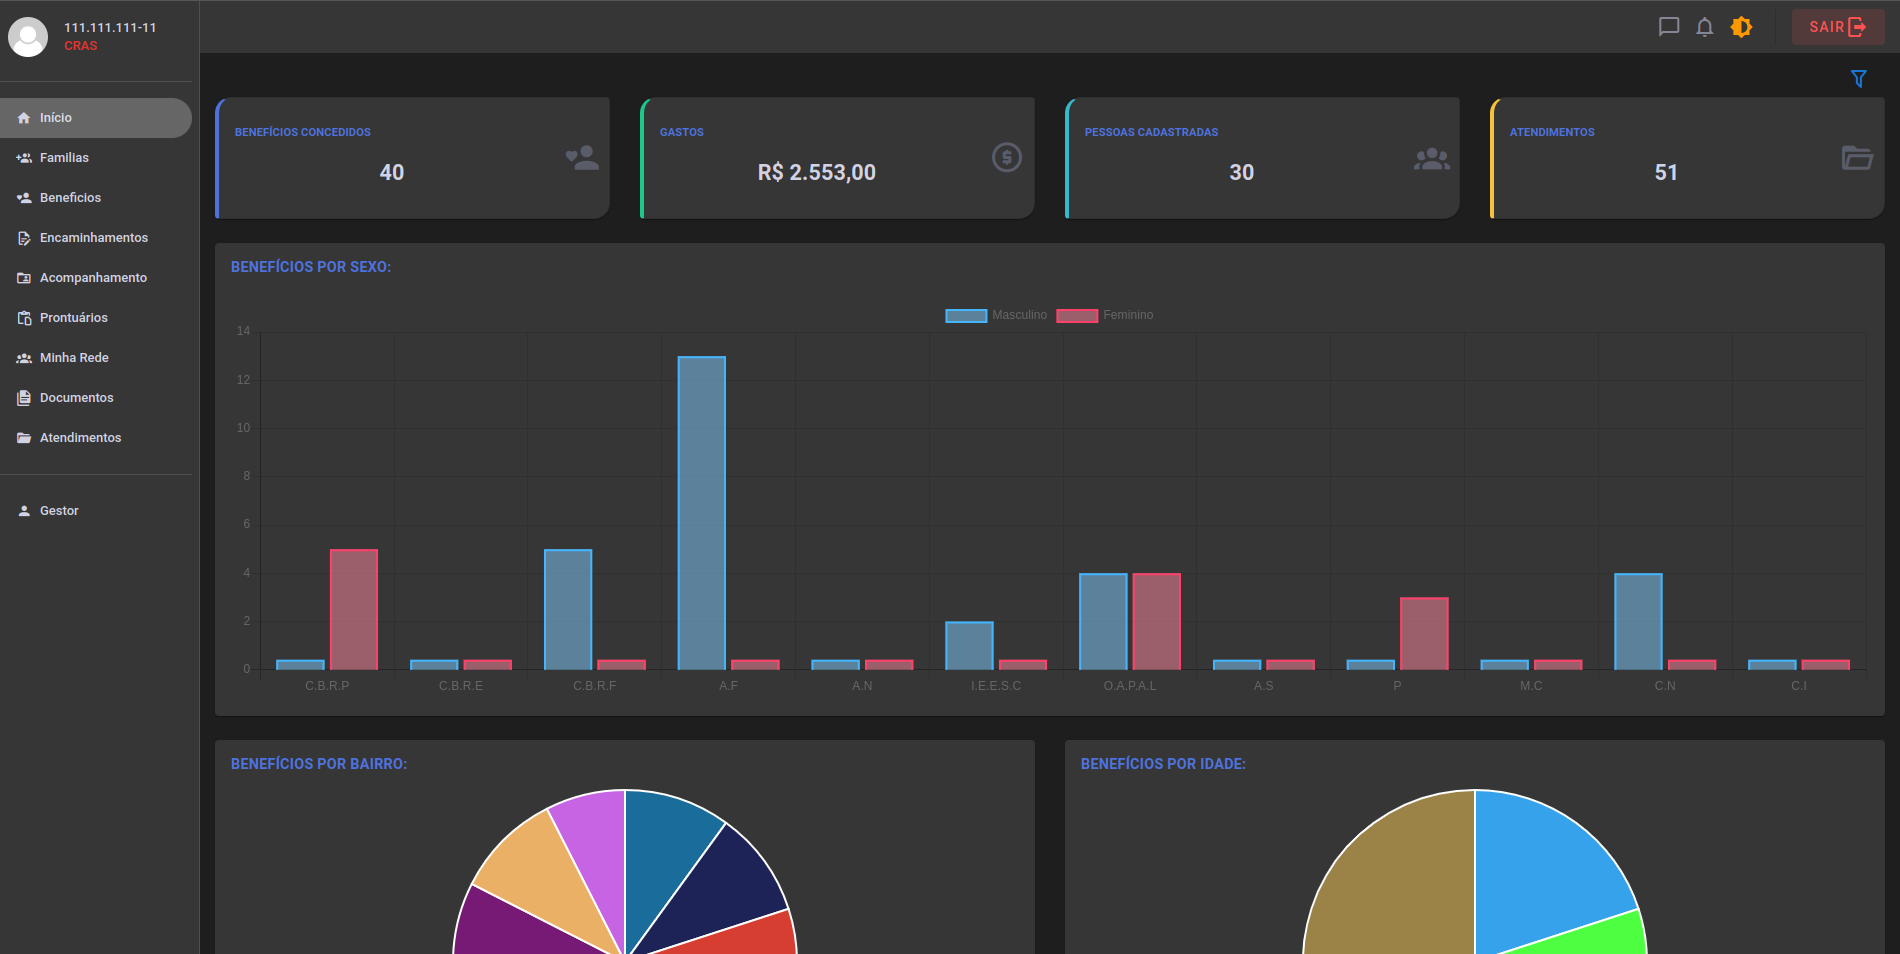 111.111.111-11
CRAS
Início
Familias
Beneficios
Encaminhamentos
Acompanhamento
Prontuários
Minha Rede
Documentos
Atendimentos
Gestor
SAIR
BENEFÍCIOS CONCEDIDOS
40
GASTOS
R$ 2.553,00
PESSOAS CADASTRADAS
30
ATENDIMENTOS
51
BENEFÍCIOS POR SEXO:
Masculino Feminino
14
12
10
8
6
4
2
0
C.B.R.P C.B.R.E C.B.R.F A.F A.N I.E.E.S.C O.A.P.A.L A.S P M.C C.N C.I
BENEFÍCIOS POR BAIRRO:
BENEFÍCIOS POR IDADE: